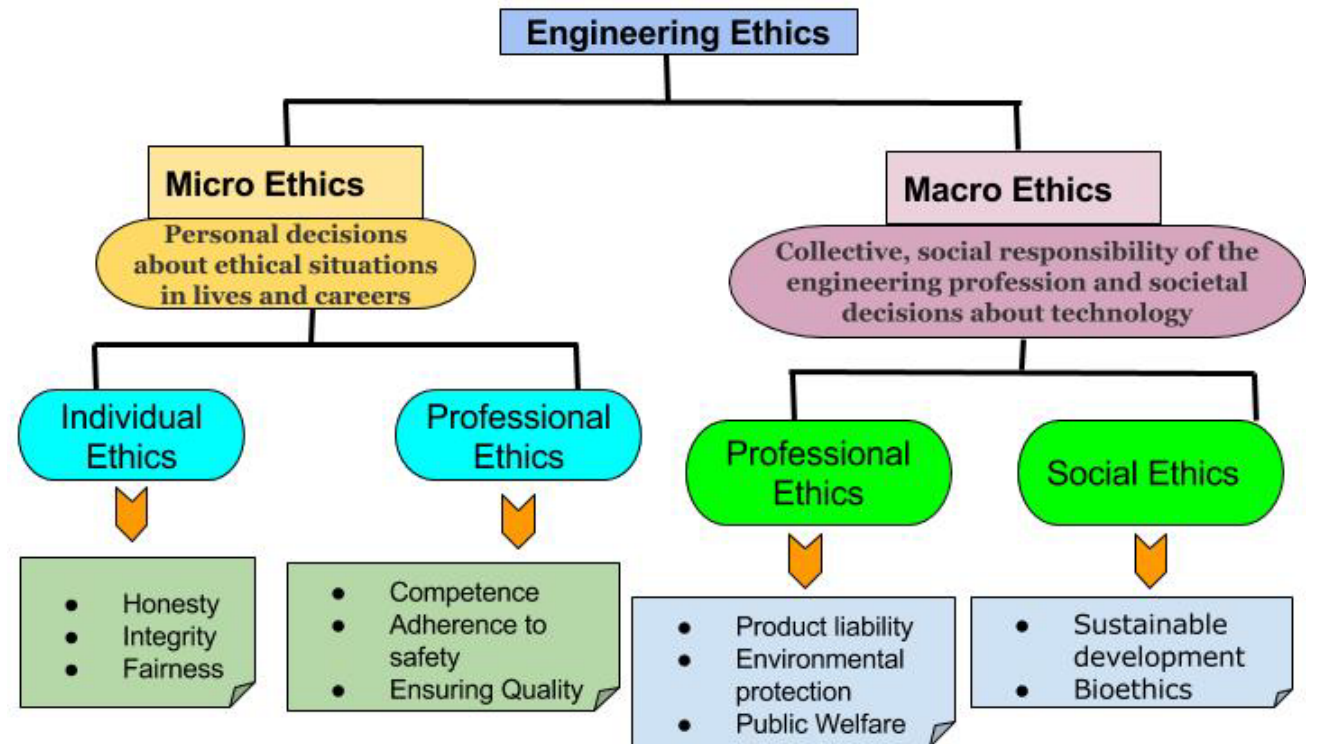 Engineering Ethics
Micro Ethics
Personal decisions
about ethical situations
in lives and careers
Macro Ethics
Collective, social responsibility of the
engineering profession and societal
decisions about technology
Individual
Ethics
Professional
Ethics
Professional
Ethics
Social Ethics
● Honesty
● Integrity
● Fairness
● Competence
● Adherence to
safety
● Ensuring Quality
● Product liability
● Environmental
protection
● Public Welfare
● Sustainable
development
● Bioethics